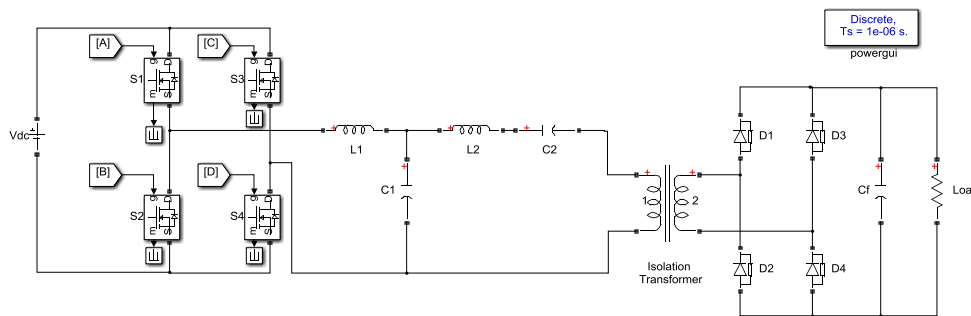 Discrete,
Ts = 1e-06 s.
powergui
[A]
[C]
g
D
S1
m
S
g
D
S3
m
S
Vdc
+
[B]
[D]
g
D
S2
m
S
g
D
S4
m
S
+
L1
+
L2
+
C2
+
C1
+
1
+
2
Isolation
Transformer
D1
D3
D2
D4
+
Cf
+
Loa